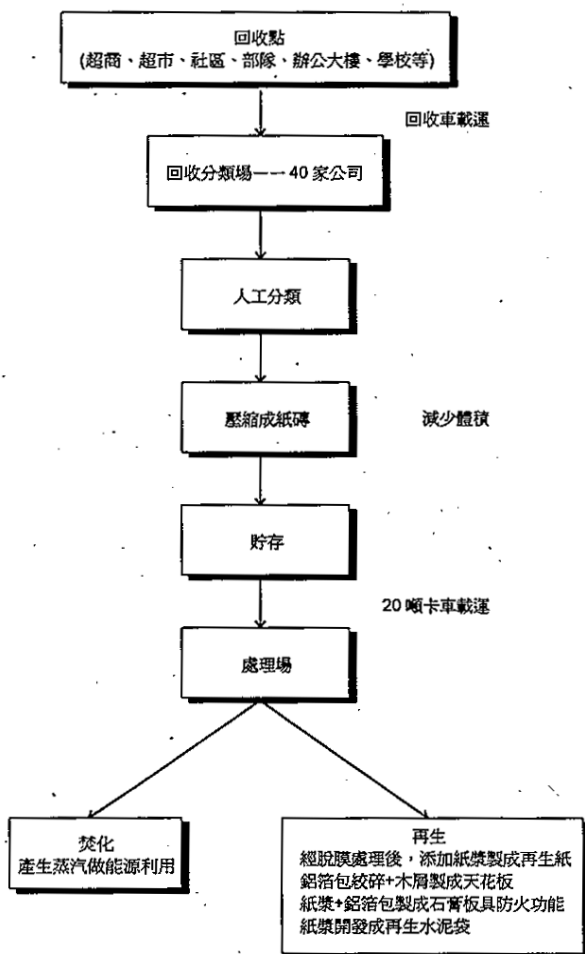 回收點
(超商、超市、社區、部隊、辦公大樓、學校等)
回收車載運
回收分類場——40家公司
人工分類
壓縮成紙磚
減少體積
貯存
20噸卡車載運
處理場
焚化
產生蒸汽做能源利用
再生
經脫膜處理後，添加紙漿製成再生紙
鋁箔包絞碎+木屑製成天花板
紙漿+鋁箔包製成石膏板具防火功能
紙漿開發成再生水泥袋